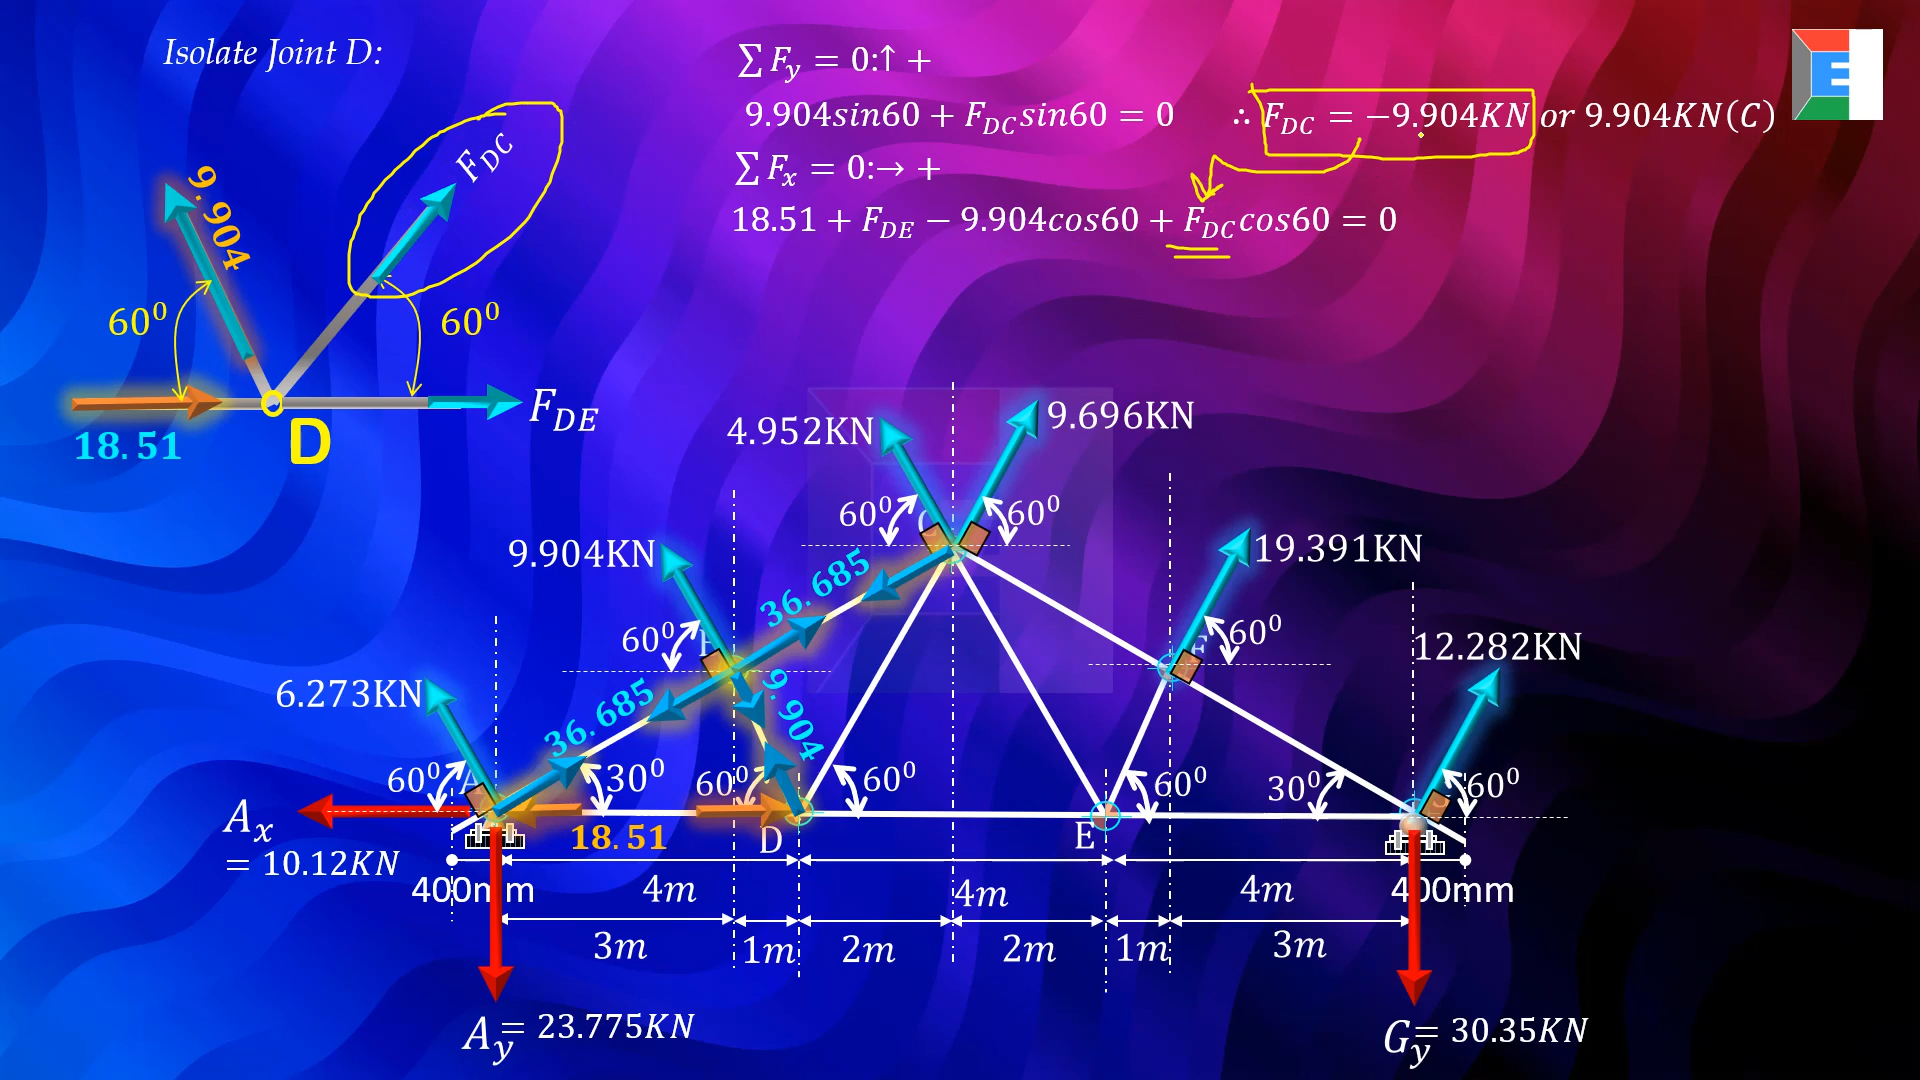 Isolate Joint D:
∑ F_y = 0:↑ +
9.904sin60 + F_DC sin60 = 0 ∴ F_DC = −9.904KN or 9.904KN(C)
∑ F_x = 0:→ +
18.51 + F_DE − 9.904cos60 + F_DC cos60 = 0
E
F_DC
9.904
60⁰
60⁰
F_DE
18.51
D
4.952KN
9.696KN
60⁰
C
60⁰
9.904KN
36.685
19.391KN
60⁰
60⁰
F
12.282KN
6.273KN
36.685
9.904
60⁰
A
30⁰
60⁰
60⁰
60⁰
30⁰
60⁰
A_x
= 10.12KN
18.51
D
E
400mm
4m
4m
4m
400mm
3m
1m
2m
2m
1m
3m
A_y = 23.775KN
G_y = 30.35KN